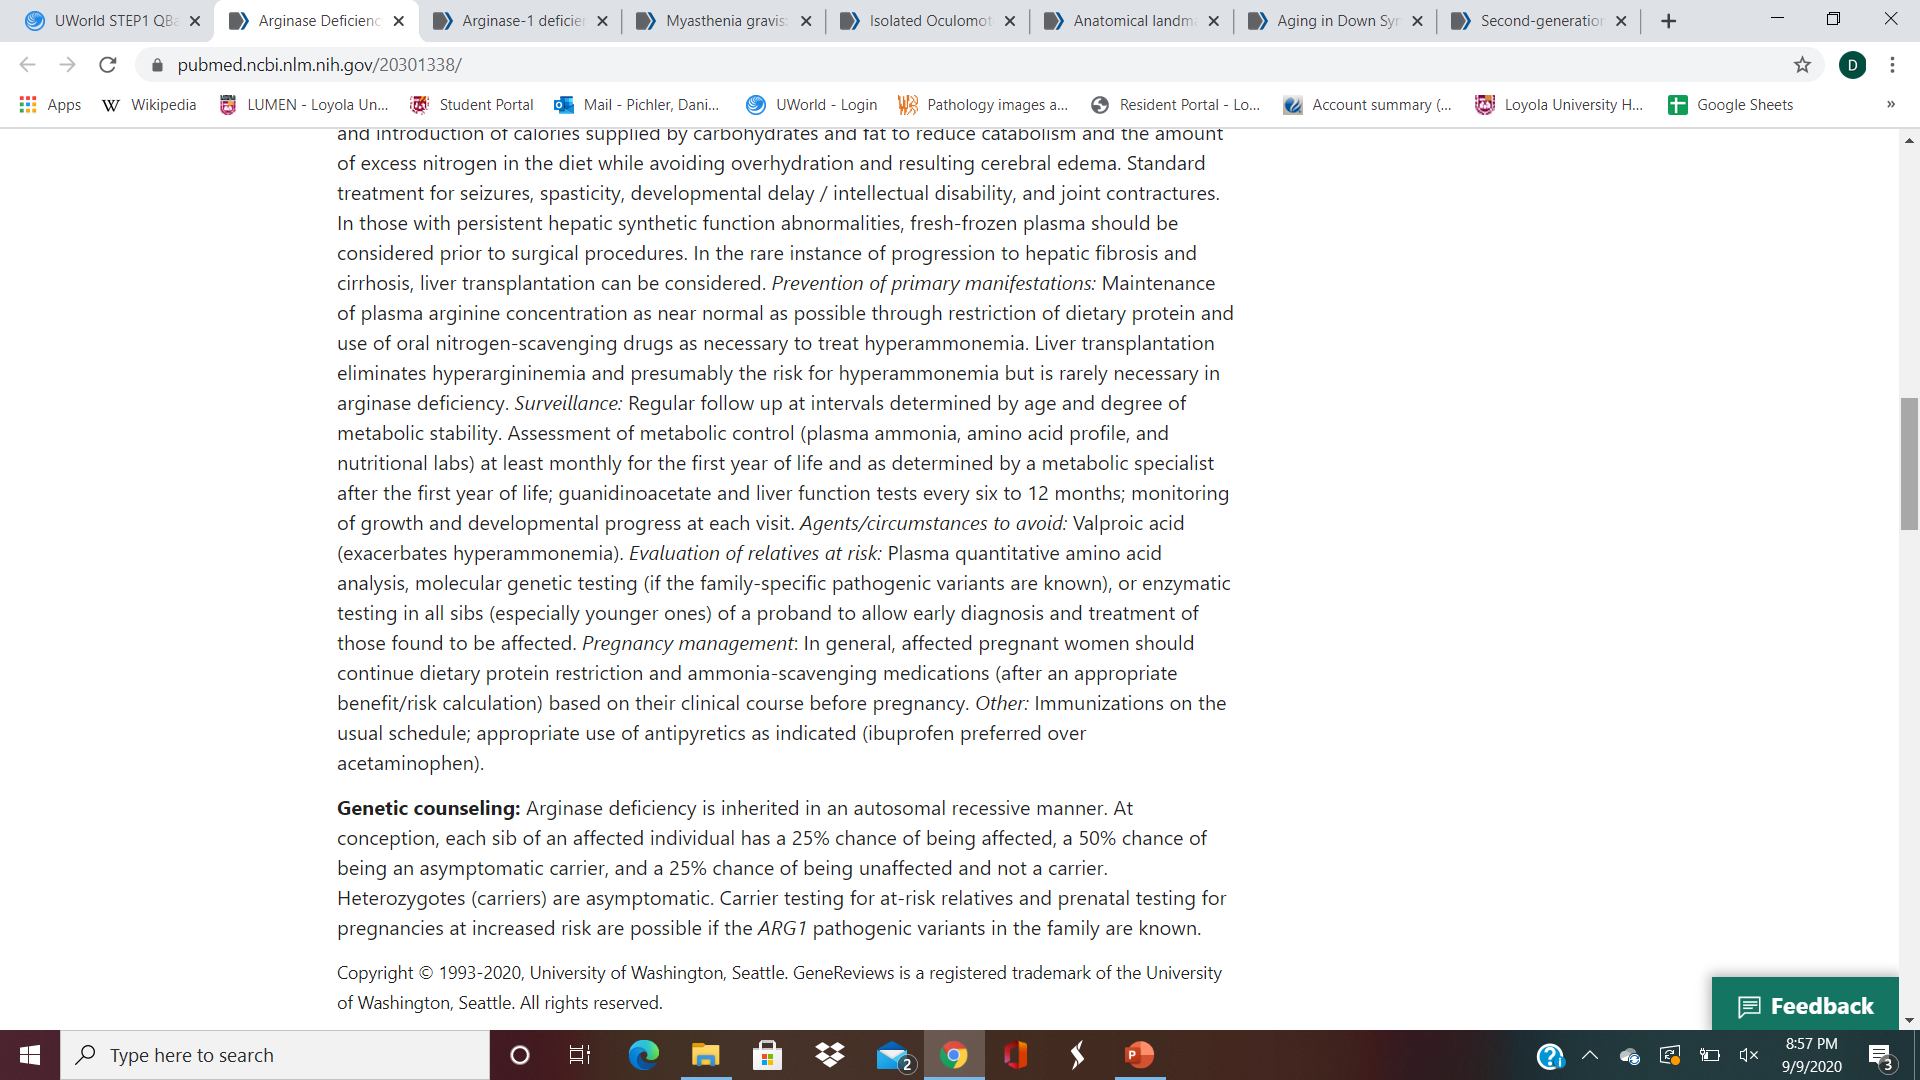 UWorld STEP1 QBa
Arginase Deficienc
Arginase-1 deficien
Myasthenia gravis:
Isolated Oculomot
Anatomical landma
Aging in Down Syn
Second-generation
pubmed.ncbi.nlm.nih.gov/20301338/
D
Apps
Wikipedia
LUMEN - Loyola Un...
Student Portal
Mail - Pichler, Dani...
UWorld - Login
Pathology images a...
Resident Portal - Lo...
Account summary (...
Loyola University H...
Google Sheets
»
and introduction of calories supplied by carbohydrates and fat to reduce catabolism and the amount
of excess nitrogen in the diet while avoiding overhydration and resulting cerebral edema. Standard
treatment for seizures, spasticity, developmental delay / intellectual disability, and joint contractures.
In those with persistent hepatic synthetic function abnormalities, fresh-frozen plasma should be
considered prior to surgical procedures. In the rare instance of progression to hepatic fibrosis and
cirrhosis, liver transplantation can be considered. Prevention of primary manifestations: Maintenance
of plasma arginine concentration as near normal as possible through restriction of dietary protein and
use of oral nitrogen-scavenging drugs as necessary to treat hyperammonemia. Liver transplantation
eliminates hyperargininemia and presumably the risk for hyperammonemia but is rarely necessary in
arginase deficiency. Surveillance: Regular follow up at intervals determined by age and degree of
metabolic stability. Assessment of metabolic control (plasma ammonia, amino acid profile, and
nutritional labs) at least monthly for the first year of life and as determined by a metabolic specialist
after the first year of life; guanidinoacetate and liver function tests every six to 12 months; monitoring
of growth and developmental progress at each visit. Agents/circumstances to avoid: Valproic acid
(exacerbates hyperammonemia). Evaluation of relatives at risk: Plasma quantitative amino acid
analysis, molecular genetic testing (if the family-specific pathogenic variants are known), or enzymatic
testing in all sibs (especially younger ones) of a proband to allow early diagnosis and treatment of
those found to be affected. Pregnancy management: In general, affected pregnant women should
continue dietary protein restriction and ammonia-scavenging medications (after an appropriate
benefit/risk calculation) based on their clinical course before pregnancy. Other: Immunizations on the
usual schedule; appropriate use of antipyretics as indicated (ibuprofen preferred over
acetaminophen).
Genetic counseling: Arginase deficiency is inherited in an autosomal recessive manner. At
conception, each sib of an affected individual has a 25% chance of being affected, a 50% chance of
being an asymptomatic carrier, and a 25% chance of being unaffected and not a carrier.
Heterozygotes (carriers) are asymptomatic. Carrier testing for at-risk relatives and prenatal testing for
pregnancies at increased risk are possible if the ARG1 pathogenic variants in the family are known.
Copyright © 1993-2020, University of Washington, Seattle. GeneReviews is a registered trademark of the University
of Washington, Seattle. All rights reserved.
Feedback
Type here to search
2
P
8:57 PM
9/9/2020
3